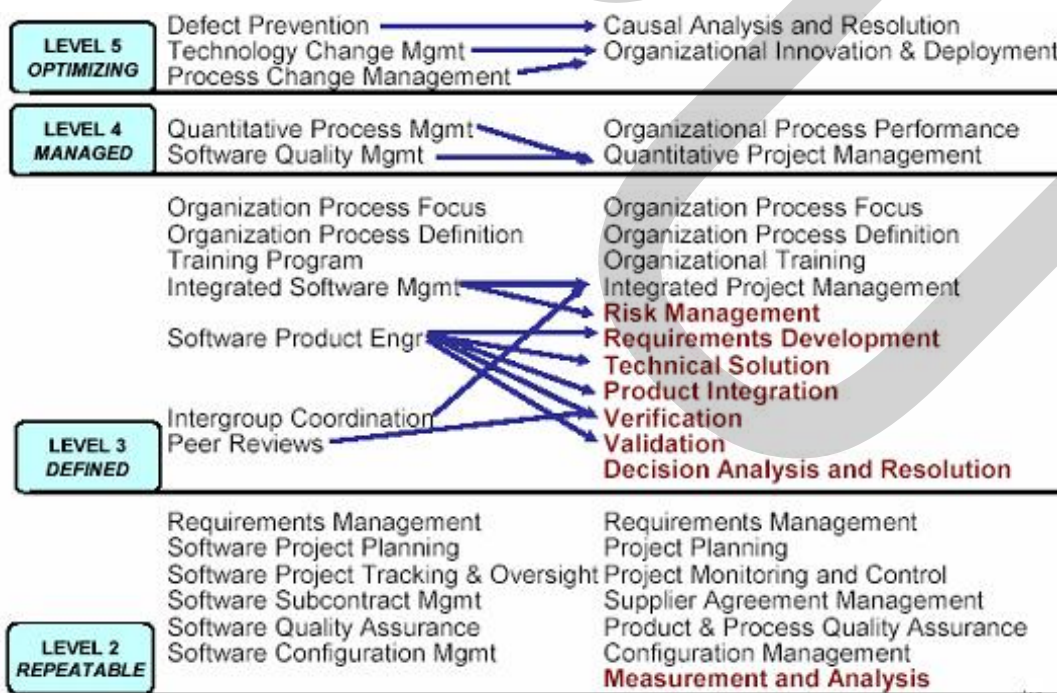 LEVEL 5
OPTIMIZING
Defect Prevention Causal Analysis and Resolution
Technology Change Mgmt Organizational Innovation & Deployment
Process Change Management
LEVEL 4
MANAGED
Quantitative Process Mgmt Organizational Process Performance
Software Quality Mgmt Quantitative Project Management
Organization Process Focus Organization Process Focus
Organization Process Definition Organization Process Definition
Training Program Organizational Training
Integrated Software Mgmt Integrated Project Management
Risk Management
Software Product Engr Requirements Development
Technical Solution
Product Integration
Intergroup Coordination Verification
Peer Reviews Validation
LEVEL 3
DEFINED
Decision Analysis and Resolution
Requirements Management Requirements Management
Software Project Planning Project Planning
Software Project Tracking & Oversight Project Monitoring and Control
Software Subcontract Mgmt Supplier Agreement Management
Software Quality Assurance Product & Process Quality Assurance
Software Configuration Mgmt Configuration Management
LEVEL 2
REPEATABLE
Measurement and Analysis